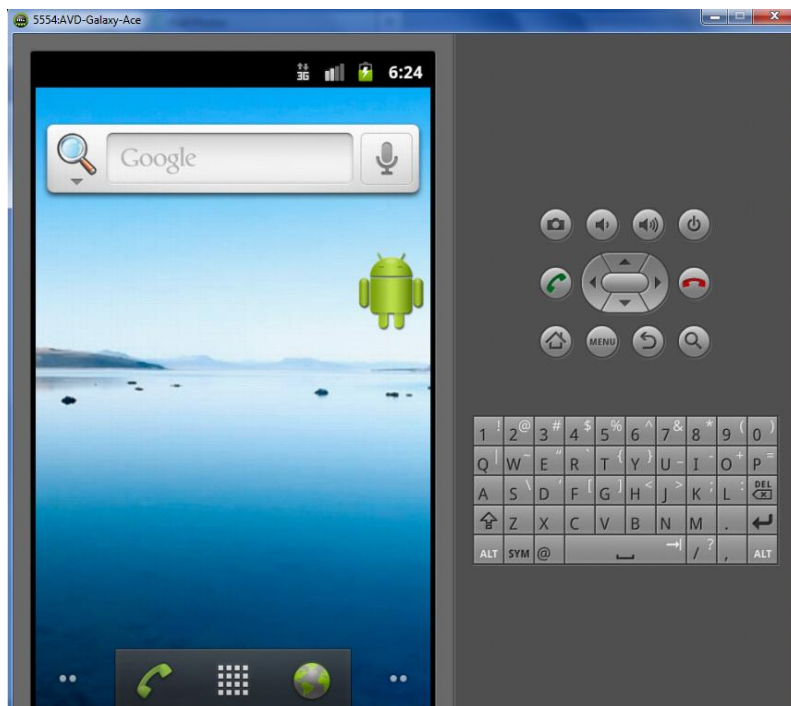 5554:AVD-Galaxy-Ace
3G 6:24
Google
MENU
1 ! 2 @ 3 # 4 $ 5 % 6 ^ 7 & 8 * 9 ( 0 )
Q | W ~ E " R ` T { Y } U _ I - O + P =
A S \ D ' F [ G ] H < J > K ; L : DEL
Z X C V B N M .
ALT SYM @ / ? , ALT